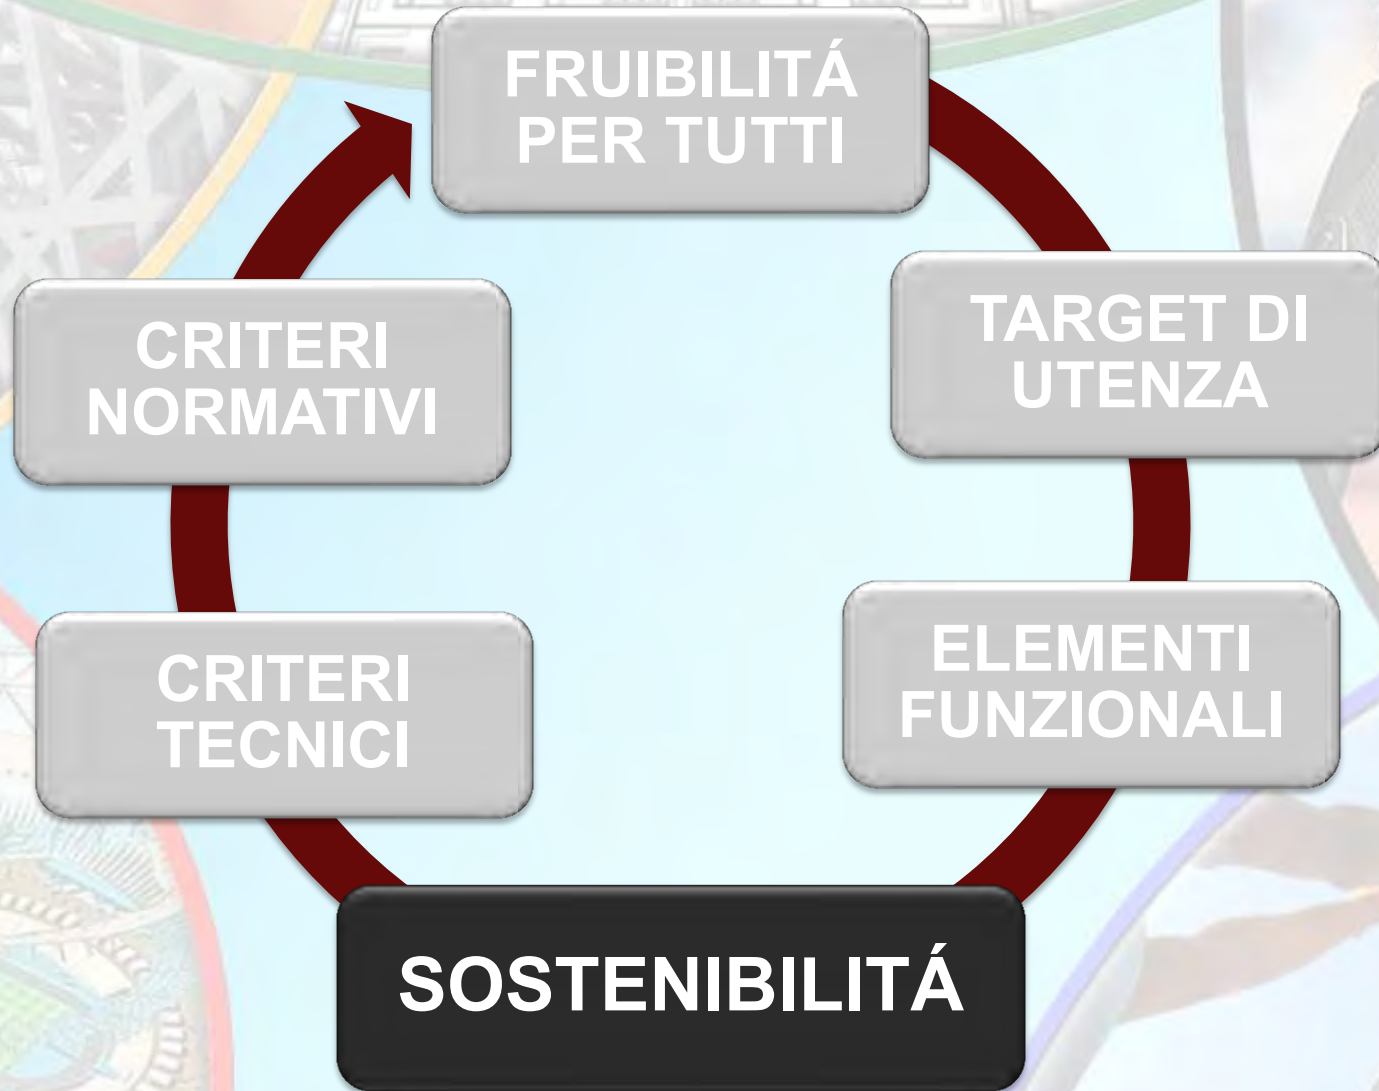 FRUIBILITÁ
PER TUTTI
TARGET DI
UTENZA
ELEMENTI
FUNZIONALI
SOSTENIBILITÁ
CRITERI
TECNICI
CRITERI
NORMATIVI